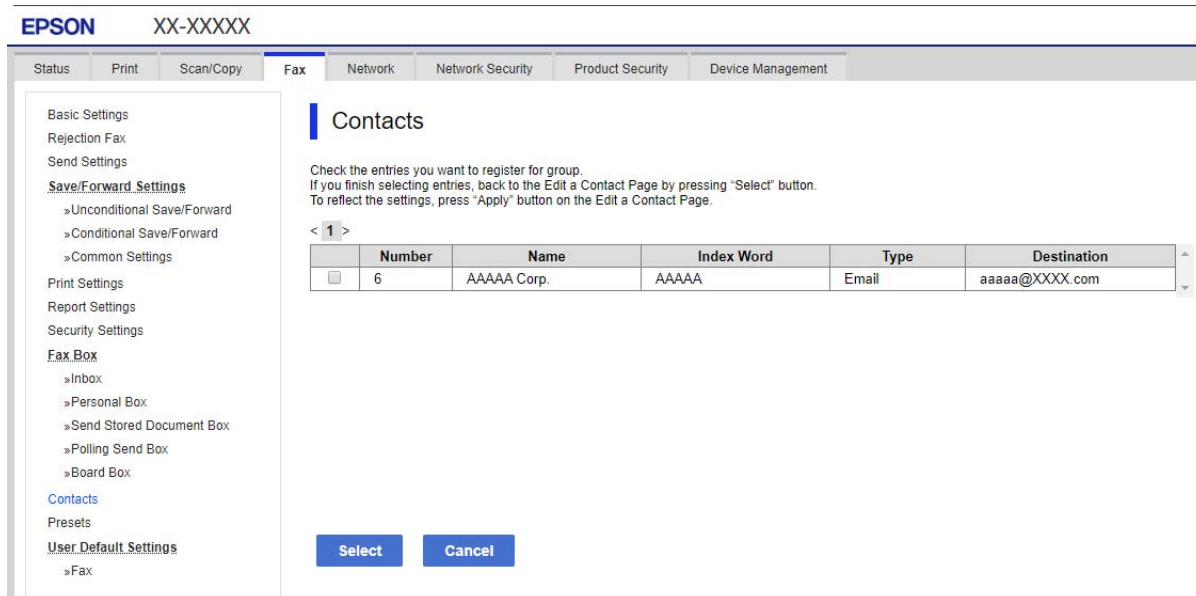 EPSON XX-XXXXX
Status Print Scan/Copy Fax Network Network Security Product Security Device Management
Basic Settings
Rejection Fax
Send Settings
Save/Forward Settings
»Unconditional Save/Forward
»Conditional Save/Forward
»Common Settings
Print Settings
Report Settings
Security Settings
Fax Box
»Inbox
»Personal Box
»Send Stored Document Box
»Polling Send Box
»Board Box
Contacts
Presets
User Default Settings
»Fax
Contacts
Check the entries you want to register for group.
If you finish selecting entries, back to the Edit a Contact Page by pressing “Select” button.
To reflect the settings, press “Apply” button on the Edit a Contact Page.
< 1 >
Number Name Index Word Type Destination
6 AAAAA Corp. AAAAA Email aaaaa@XXXX.com
Select Cancel